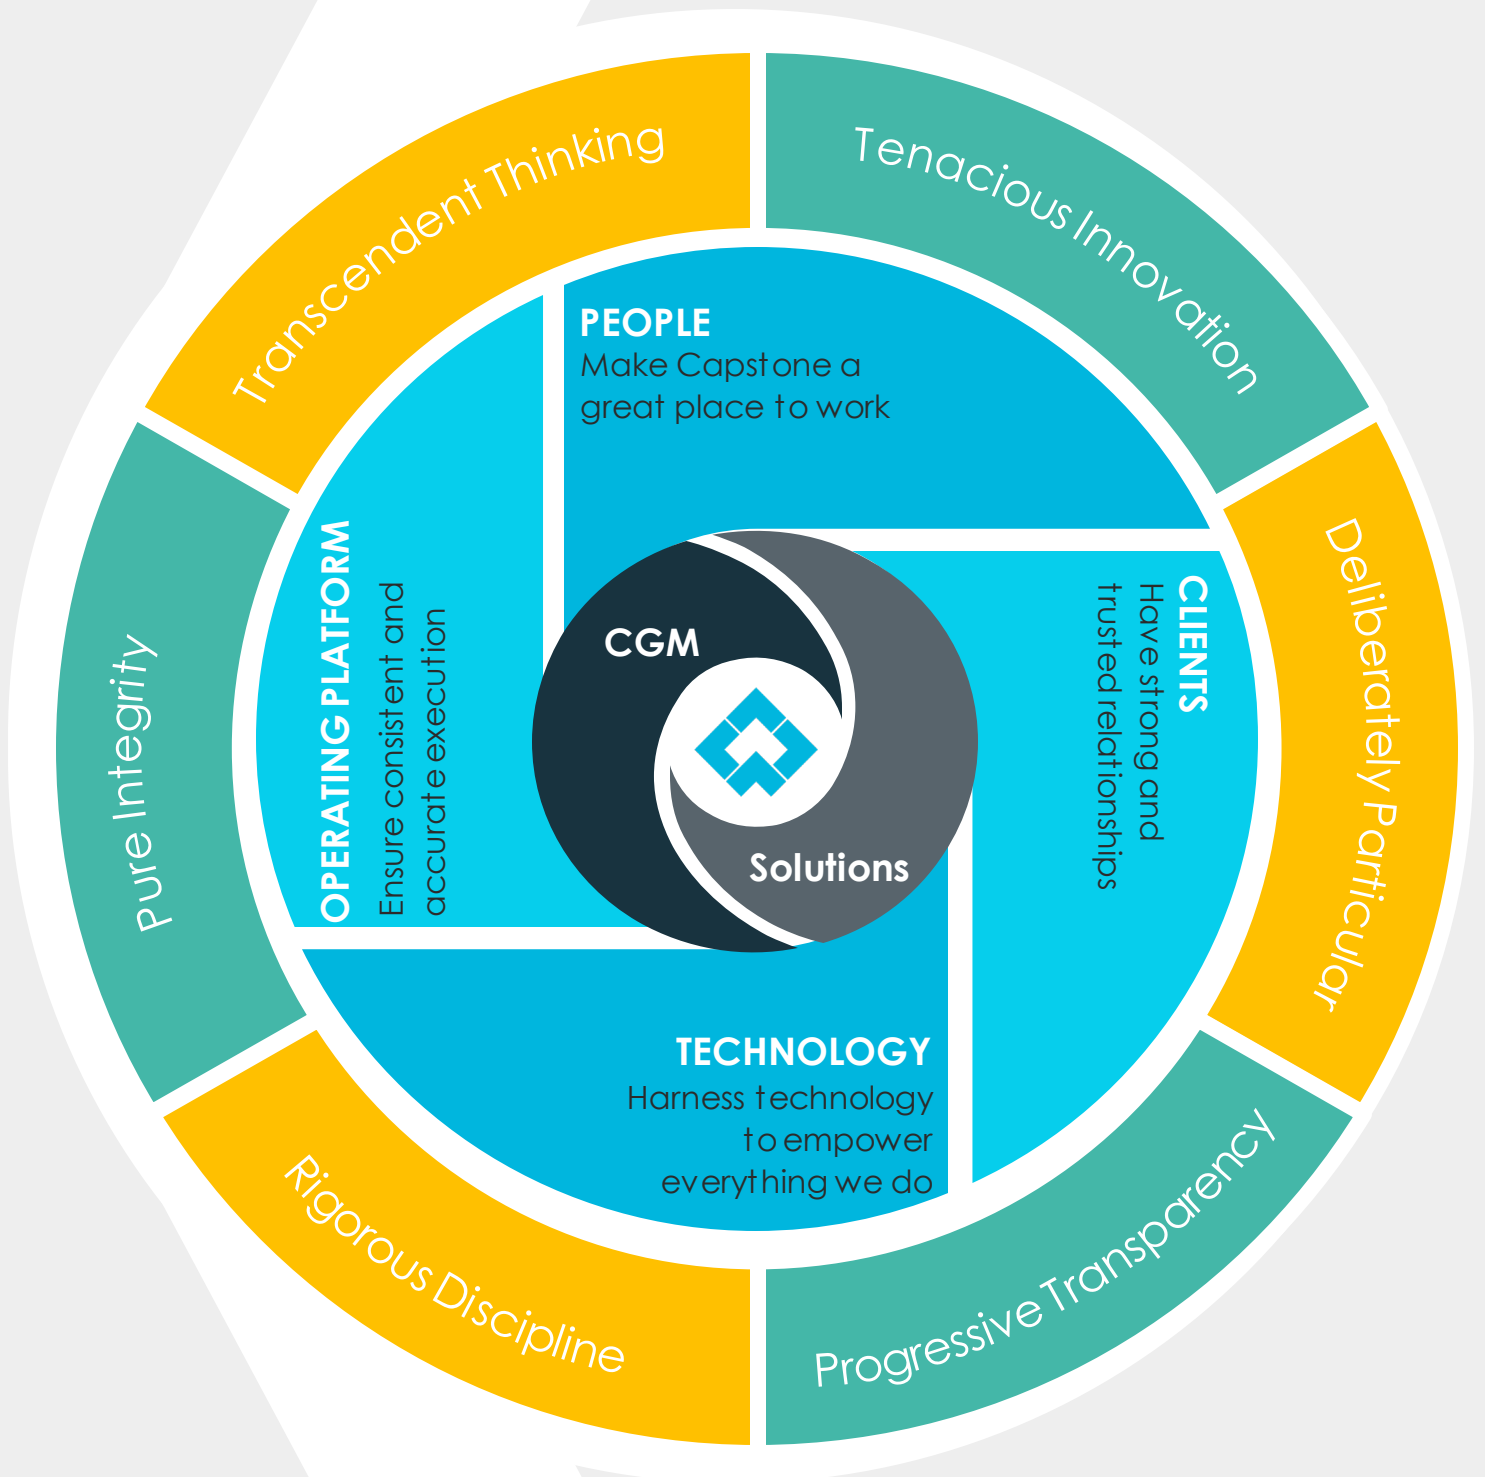 Transcendent Thinking
Tenacious Innovation
Deliberately Particular
Progressive Transparency
Rigorous Discipline
Pure Integrity
PEOPLE
Make Capstone a
great place to work
CLIENTS
Have strong and
trusted relationships
TECHNOLOGY
Harness technology
to empower
everything we do
OPERATING PLATFORM
Ensure consistent and
accurate execution
CGM
Solutions